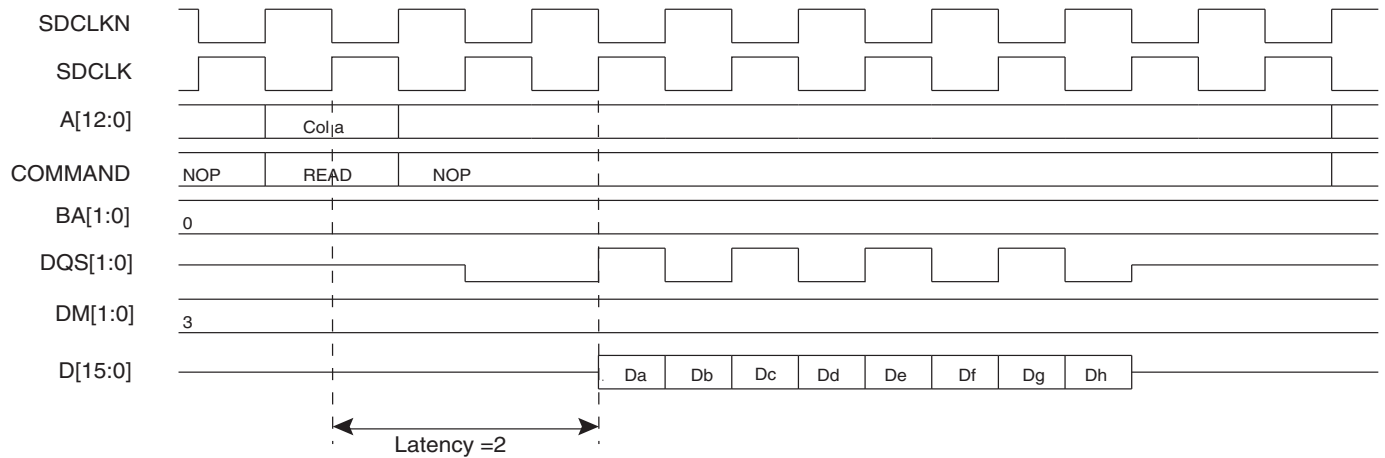 SDCLKN
SDCLK
A[12:0] Col a
COMMAND NOP READ NOP
BA[1:0] 0
DQS[1:0]
DM[1:0] 3
D[15:0] Da Db Dc Dd De Df Dg Dh
Latency =2